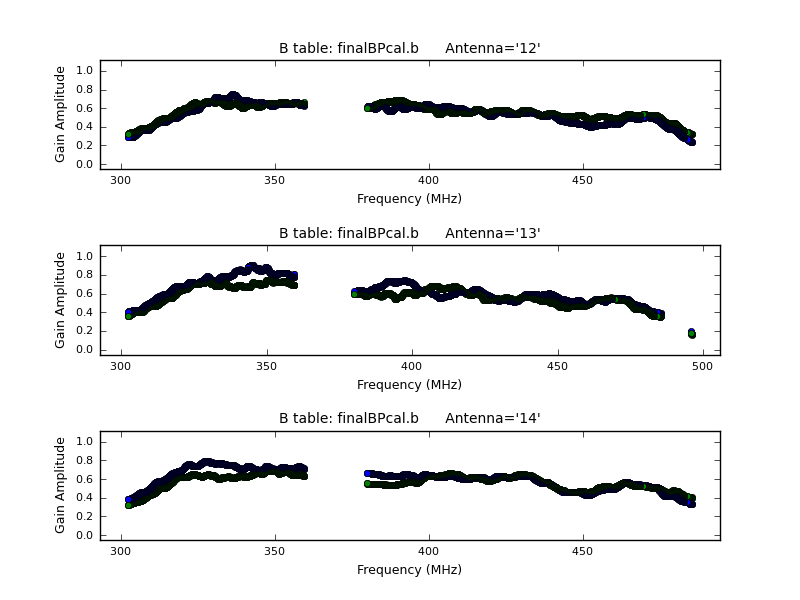 B table: finalBPcal.b Antenna='12'
1.0
0.8
0.6
0.4
0.2
0.0
Gain Amplitude
300 350 400 450
Frequency (MHz)
B table: finalBPcal.b Antenna='13'
1.0
0.8
0.6
0.4
0.2
0.0
Gain Amplitude
300 350 400 450 500
Frequency (MHz)
B table: finalBPcal.b Antenna='14'
1.0
0.8
0.6
0.4
0.2
0.0
Gain Amplitude
300 350 400 450
Frequency (MHz)